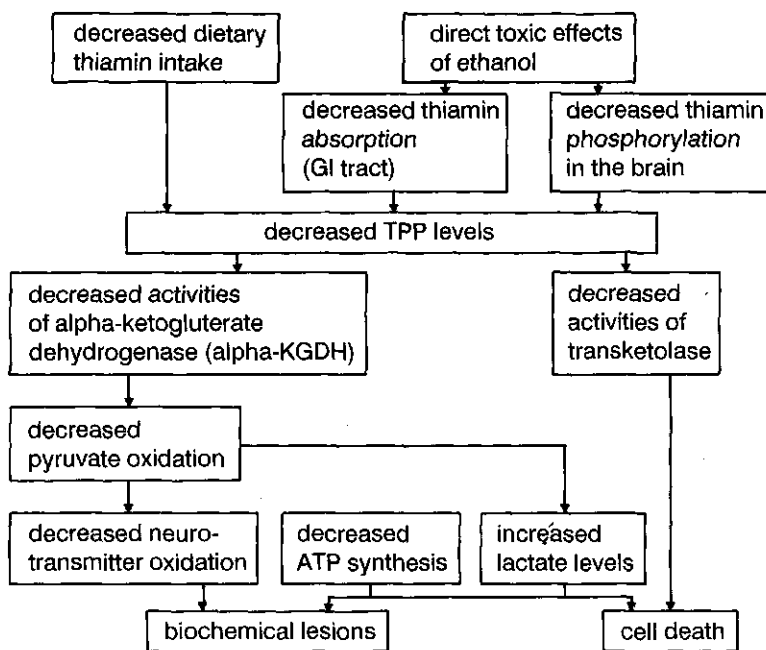 decreased dietary
thiamin intake
direct toxic effects
of ethanol
decreased thiamin
absorption
(GI tract)
decreased thiamin
phosphorylation
in the brain
decreased TPP levels
decreased activities
of alpha-ketogluterate
dehydrogenase (alpha-KGDH)
decreased
activities of
transketolase
decreased
pyruvate oxidation
decreased neuro-
transmitter oxidation
decreased
ATP synthesis
increased
lactate levels
biochemical lesions
cell death